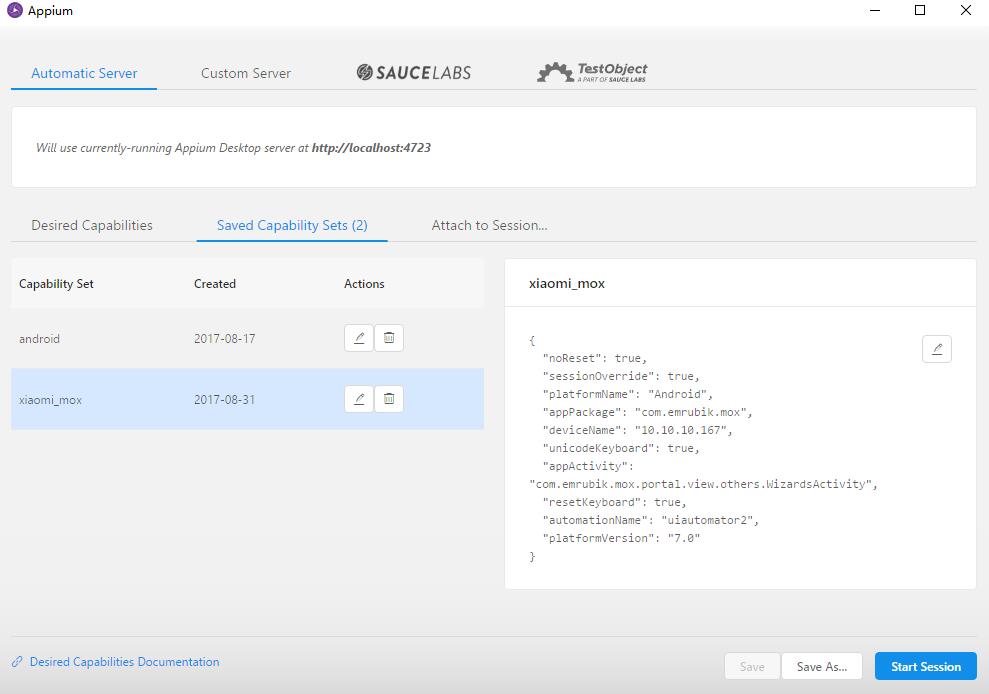 Appium
Automatic Server
Custom Server
SAUCELABS
TestObject
A PART OF SAUCE LABS
Will use currently-running Appium Desktop server at http://localhost:4723
Desired Capabilities
Saved Capability Sets (2)
Attach to Session...
Capability Set
Created
Actions
android
2017-08-17
xiaomi_mox
2017-08-31
xiaomi_mox
{
"noReset": true,
"sessionOverride": true,
"platformName": "Android",
"appPackage": "com.emrubik.mox",
"deviceName": "10.10.10.167",
"unicodeKeyboard": true,
"appActivity":
"com.emrubik.mox.portal.view.others.WizardsActivity",
"resetKeyboard": true,
"automationName": "uiautomator2",
"platformVersion": "7.0"
}
Desired Capabilities Documentation
Save
Save As...
Start Session